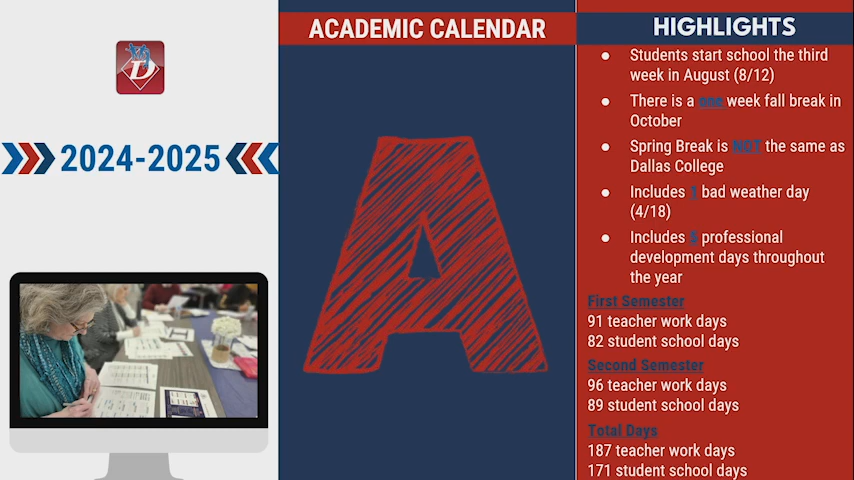 D
2024-2025
ACADEMIC CALENDAR
A
HIGHLIGHTS
● Students start school the third
week in August (8/12)
● There is a one week fall break in
October
● Spring Break is NOT the same as
Dallas College
● Includes 1 bad weather day
(4/18)
● Includes 5 professional
development days throughout
the year
First Semester
91 teacher work days
82 student school days
Second Semester
96 teacher work days
89 student school days
Total Days
187 teacher work days
171 student school days